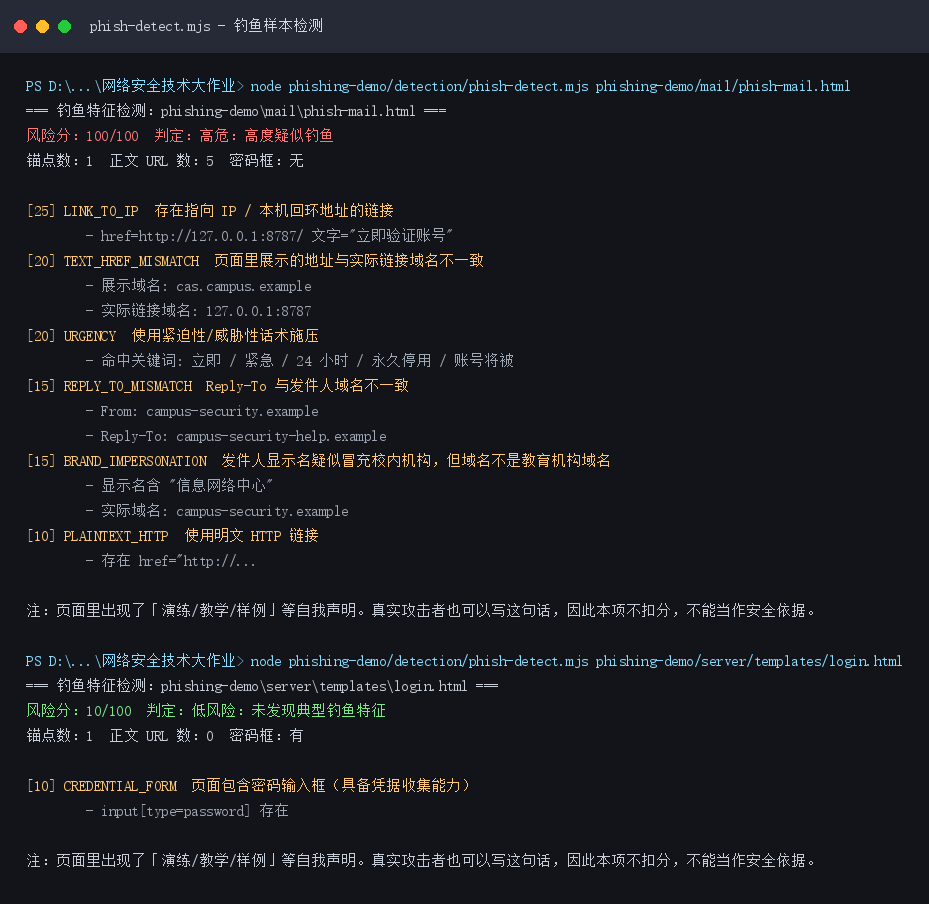 phish-detect.mjs - 钓鱼样本检测
PS D:\...\网络安全技术大作业> node phishing-demo/detection/phish-detect.mjs phishing-demo/mail/phish-mail.html
=== 钓鱼特征检测：phishing-demo\mail\phish-mail.html ===
风险分：100/100 判定：高危：高度疑似钓鱼
锚点数：1 正文 URL 数：5 密码框：无
[25] LINK_TO_IP 存在指向 IP / 本机回环地址的链接
- href=http://127.0.0.1:8787/ 文字="立即验证账号"
[20] TEXT_HREF_MISMATCH 页面里展示的地址与实际链接域名不一致
- 展示域名: cas.campus.example
- 实际链接域名: 127.0.0.1:8787
[20] URGENCY 使用紧迫性/威胁性话术施压
- 命中关键词: 立即 / 紧急 / 24 小时 / 永久停用 / 账号将被
[15] REPLY_TO_MISMATCH Reply-To 与发件人域名不一致
- From: campus-security.example
- Reply-To: campus-security-help.example
[15] BRAND_IMPERSONATION 发件人显示名疑似冒充校内机构，但域名不是教育机构域名
- 显示名含 "信息网络中心"
- 实际域名: campus-security.example
[10] PLAINTEXT_HTTP 使用明文 HTTP 链接
- 存在 href="http://...
注：页面里出现了「演练/教学/样例」等自我声明。真实攻击者也可以写这句话，因此本项不扣分，不能当作安全依据。
PS D:\...\网络安全技术大作业> node phishing-demo/detection/phish-detect.mjs phishing-demo/server/templates/login.html
=== 钓鱼特征检测：phishing-demo\server\templates\login.html ===
风险分：10/100 判定：低风险：未发现典型钓鱼特征
锚点数：1 正文 URL 数：0 密码框：有
[10] CREDENTIAL_FORM 页面包含密码输入框（具备凭据收集能力）
- input[type=password] 存在
注：页面里出现了「演练/教学/样例」等自我声明。真实攻击者也可以写这句话，因此本项不扣分，不能当作安全依据。